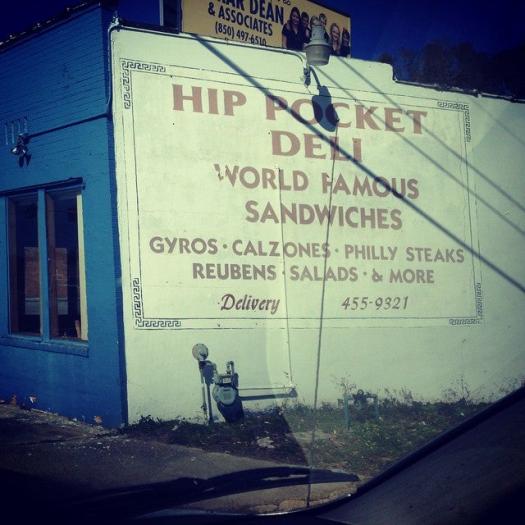 & ASSOCIATES
(850) 497-6510
HIP POCKET
DELI
WORLD FAMOUS
SANDWICHES
GYROS · CALZONES · PHILLY STEAKS
REUBENS · SALADS · & MORE
Delivery 455-9321